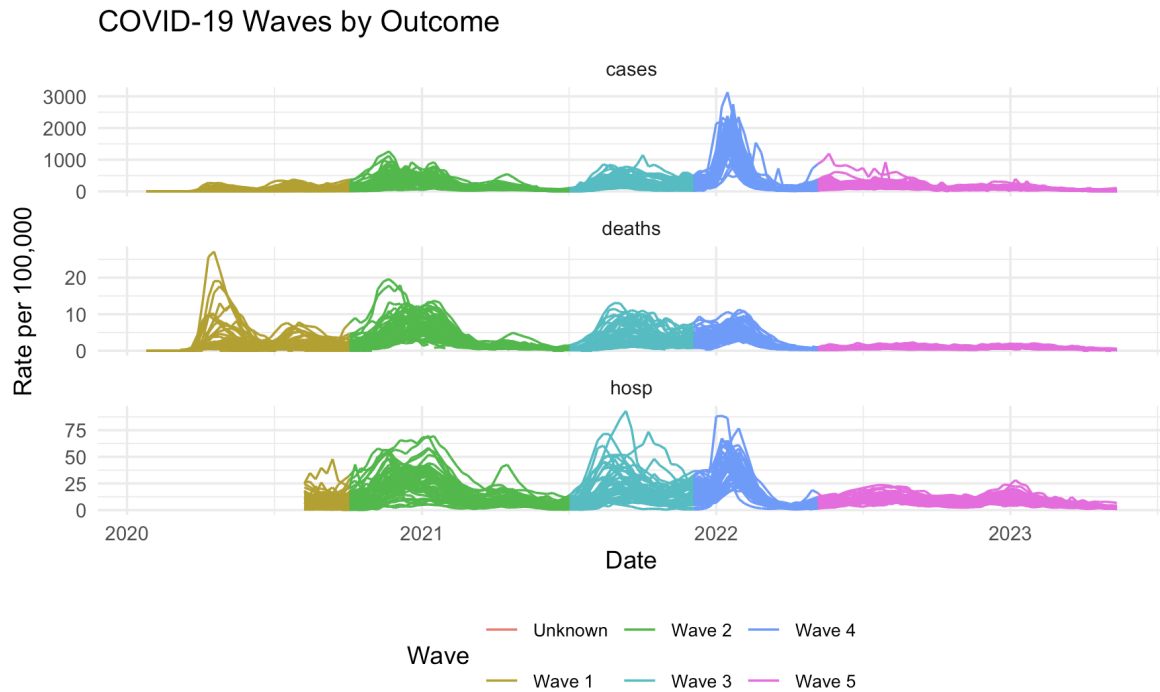 COVID-19 Waves by Outcome
cases
3000
2000
1000
0
deaths
20
10
0
hosp
75
50
25
0
Rate per 100,000
2020 2021 2022 2023
Date
Wave
Unknown Wave 2 Wave 4
Wave 1 Wave 3 Wave 5